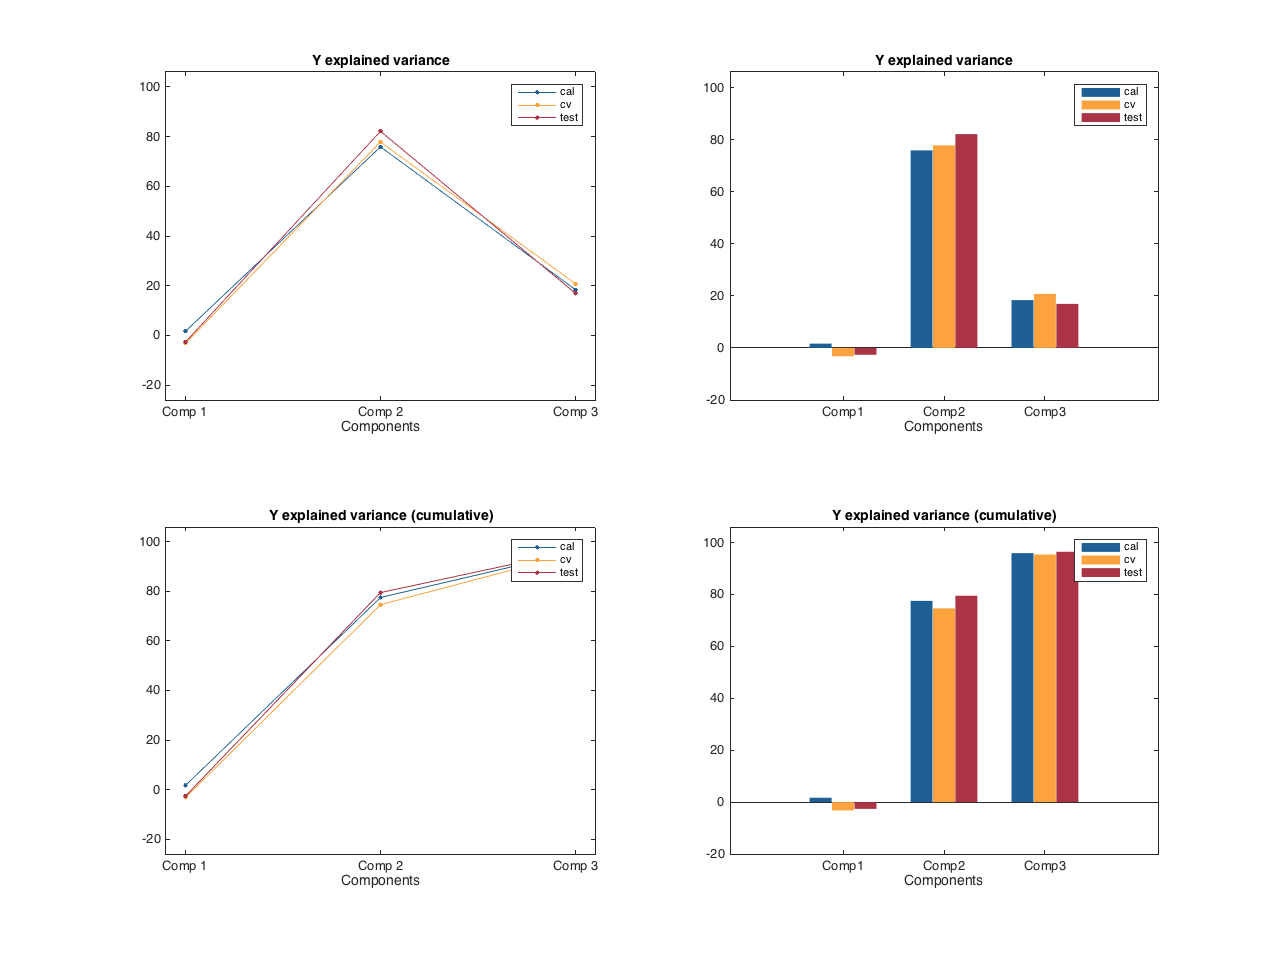 Y explained variance
100
80
60
40
20
0
-20
cal
cv
test
Comp 1 Comp 2 Comp 3
Components
Y explained variance
100
80
60
40
20
0
-20
cal
cv
test
Comp1 Comp2 Comp3
Components
Y explained variance (cumulative)
100
80
60
40
20
0
-20
cal
cv
test
Comp 1 Comp 2 Comp 3
Components
Y explained variance (cumulative)
100
80
60
40
20
0
-20
cal
cv
test
Comp1 Comp2 Comp3
Components